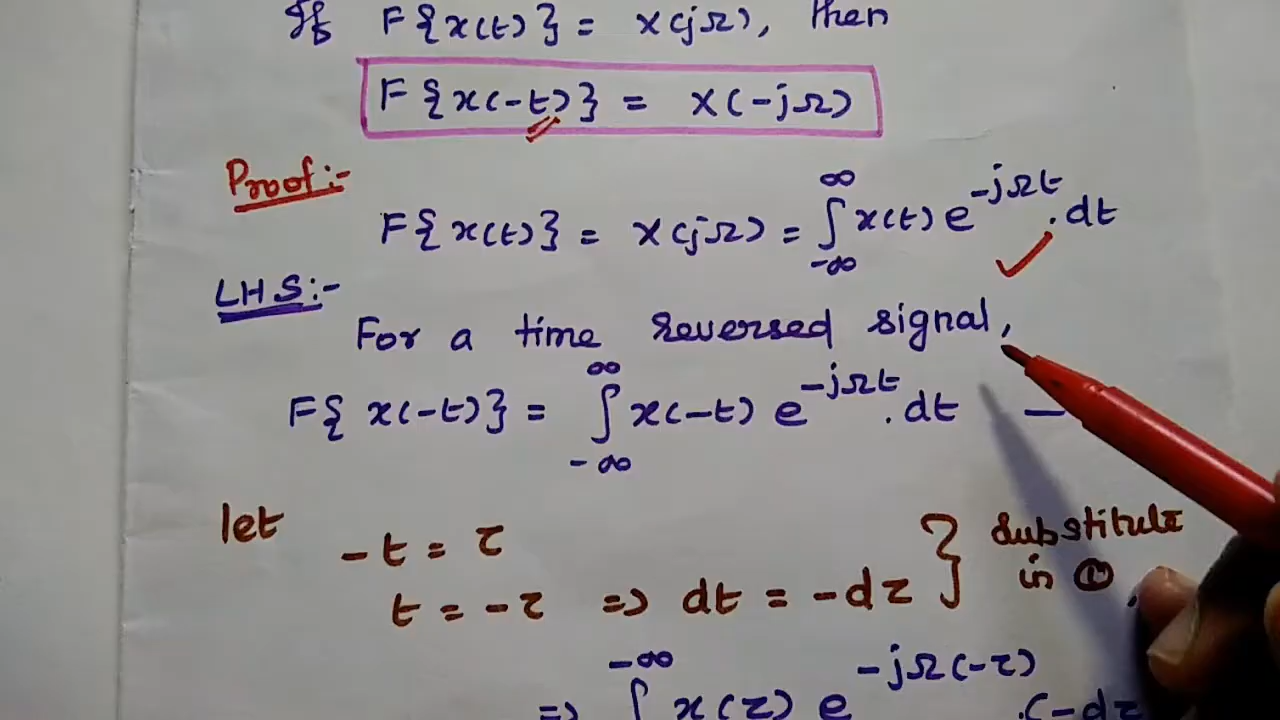 If F{x(t)} = X(jΩ), then
F{x(-t)} = X(-jΩ)
Proof:-
F{x(t)} = X(jΩ) = ∫_{-∞}^{∞} x(t) e^{-jΩt} . dt
LHS:-
For a time reversed signal,
F{x(-t)} = ∫_{-∞}^{∞} x(-t) e^{-jΩt} . dt —
let -t = τ
t = -τ => dt = -dτ } substitute in ①,
=> ∫^{-∞} x(τ) e^{-jΩ(-τ)} . (-dτ